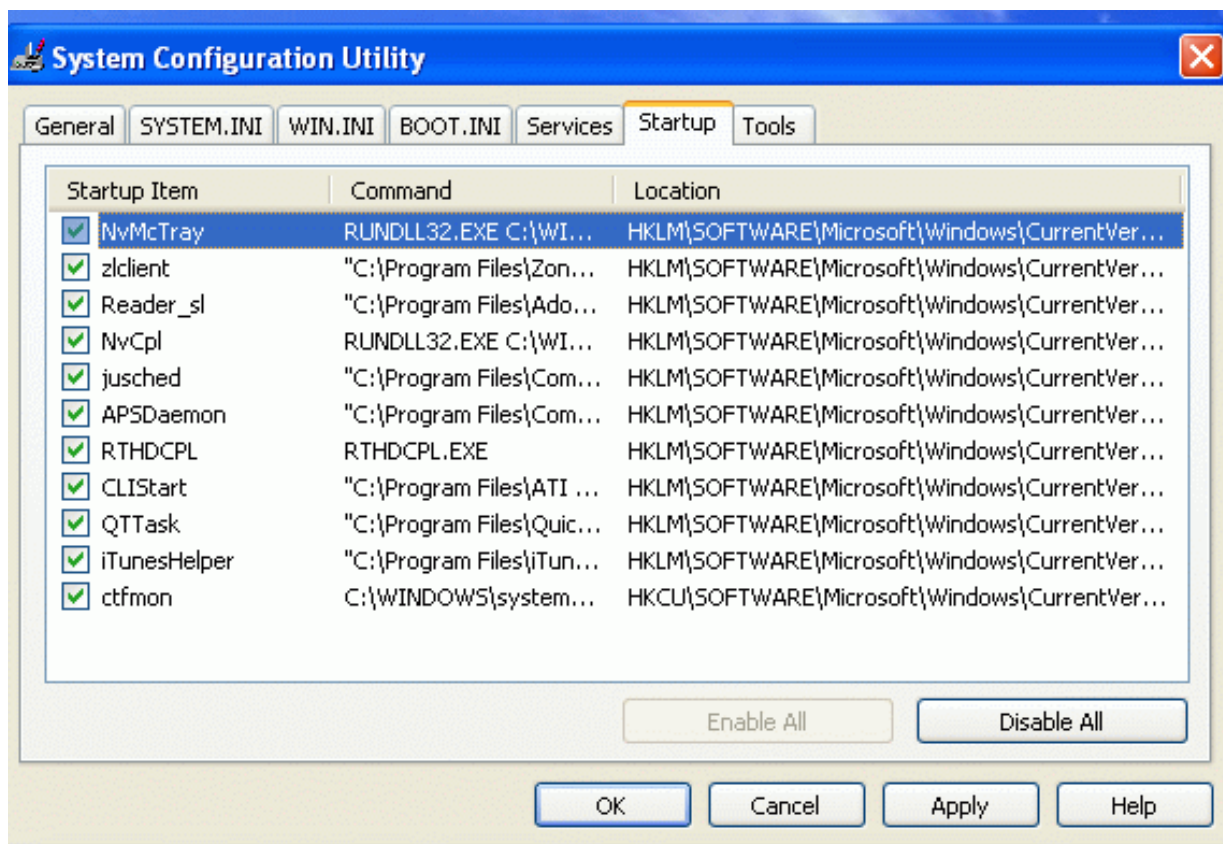 System Configuration Utility
General SYSTEM.INI WIN.INI BOOT.INI Services Startup Tools
Startup Item Command Location
NvMcTray RUNDLL32.EXE C:\WI... HKLM\SOFTWARE\Microsoft\Windows\CurrentVer...
zlclient "C:\Program Files\Zon... HKLM\SOFTWARE\Microsoft\Windows\CurrentVer...
Reader_sl "C:\Program Files\Ado... HKLM\SOFTWARE\Microsoft\Windows\CurrentVer...
NvCpl RUNDLL32.EXE C:\WI... HKLM\SOFTWARE\Microsoft\Windows\CurrentVer...
jusched "C:\Program Files\Com... HKLM\SOFTWARE\Microsoft\Windows\CurrentVer...
APSDaemon "C:\Program Files\Com... HKLM\SOFTWARE\Microsoft\Windows\CurrentVer...
RTHDCPL RTHDCPL.EXE HKLM\SOFTWARE\Microsoft\Windows\CurrentVer...
CLIStart "C:\Program Files\ATI ... HKLM\SOFTWARE\Microsoft\Windows\CurrentVer...
QTTask "C:\Program Files\Quic... HKLM\SOFTWARE\Microsoft\Windows\CurrentVer...
iTunesHelper "C:\Program Files\iTun... HKLM\SOFTWARE\Microsoft\Windows\CurrentVer...
ctfmon C:\WINDOWS\system... HKCU\SOFTWARE\Microsoft\Windows\CurrentVer...
Enable All Disable All
OK Cancel Apply Help